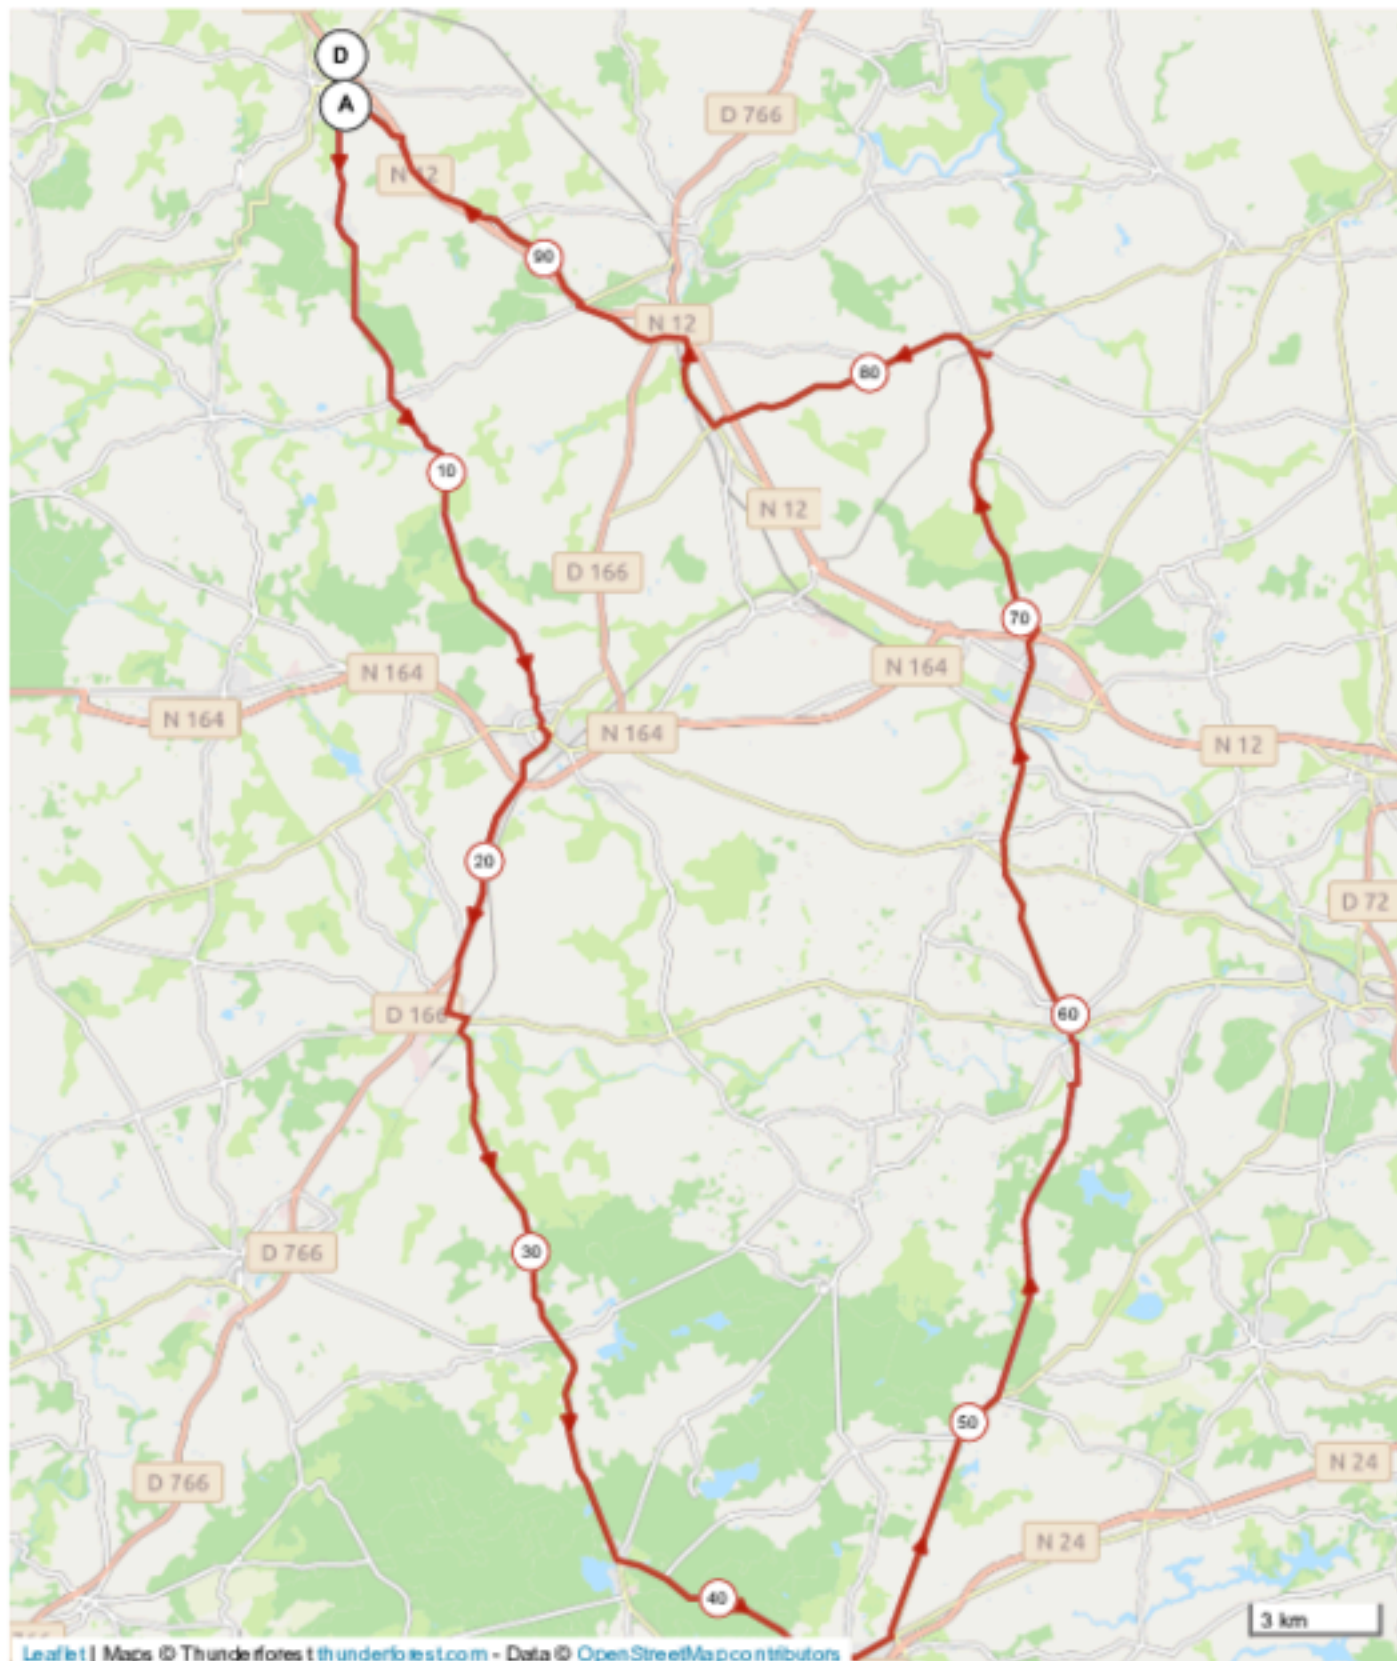 D
A
D 766
N 12
90
N 12
80
10
N 12
D 166
70
N 164
N 164
N 164
N 164
N 12
20
D 72
D 166
60
30
D 766
50
N 24
D 766
N 24
40
3 km
Leaflet | Maps © Thunderforest thunderforest.com - Data © OpenStreetMap contributors